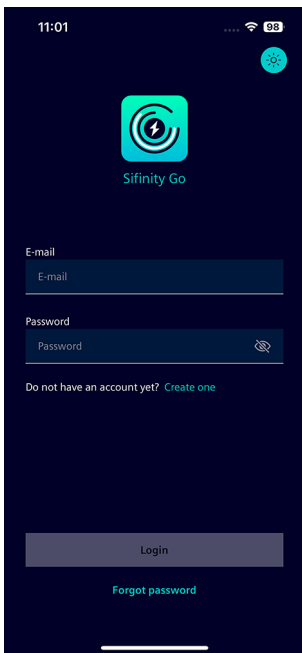 11:01
98
Sifinity Go
E-mail
E-mail
Password
Password
Do not have an account yet? Create one
Login
Forgot password